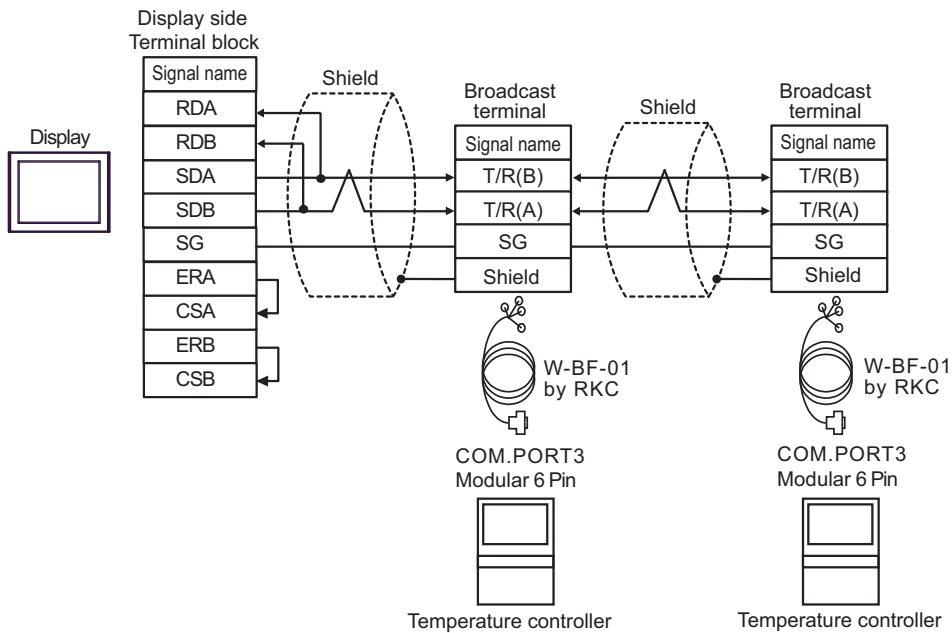 Display side
Terminal block
Signal name
RDA
RDB
SDA
SDB
SG
ERA
CSA
ERB
CSB
Display
Shield
Broadcast
terminal
Signal name
T/R(B)
T/R(A)
SG
Shield
Shield
Broadcast
terminal
Signal name
T/R(B)
T/R(A)
SG
Shield
W-BF-01
by RKC
COM.PORT3
Modular 6 Pin
Temperature controller
W-BF-01
by RKC
COM.PORT3
Modular 6 Pin
Temperature controller